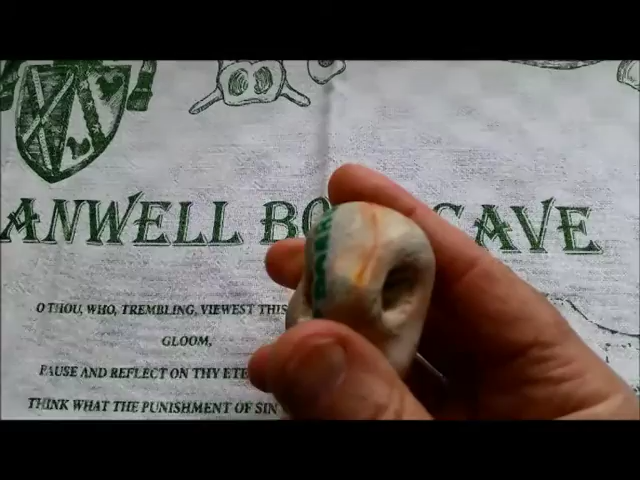 ANWELL BO CAVE
O THOU, WHO, TREMBLING, VIEWEST THIS
GLOOM,
PAUSE AND REFLECT ON THY ETE
THINK WHAT THE PUNISHMENT OF SIN